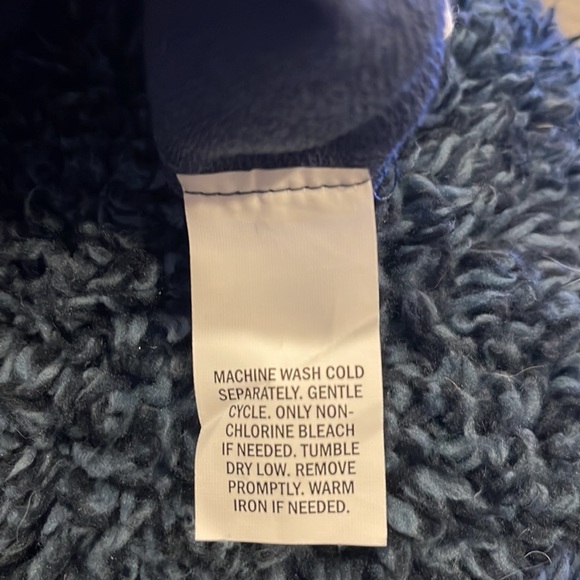 MACHINE WASH COLD
SEPARATELY. GENTLE
CYCLE. ONLY NON-
CHLORINE BLEACH
IF NEEDED. TUMBLE
DRY LOW. REMOVE
PROMPTLY. WARM
IRON IF NEEDED.